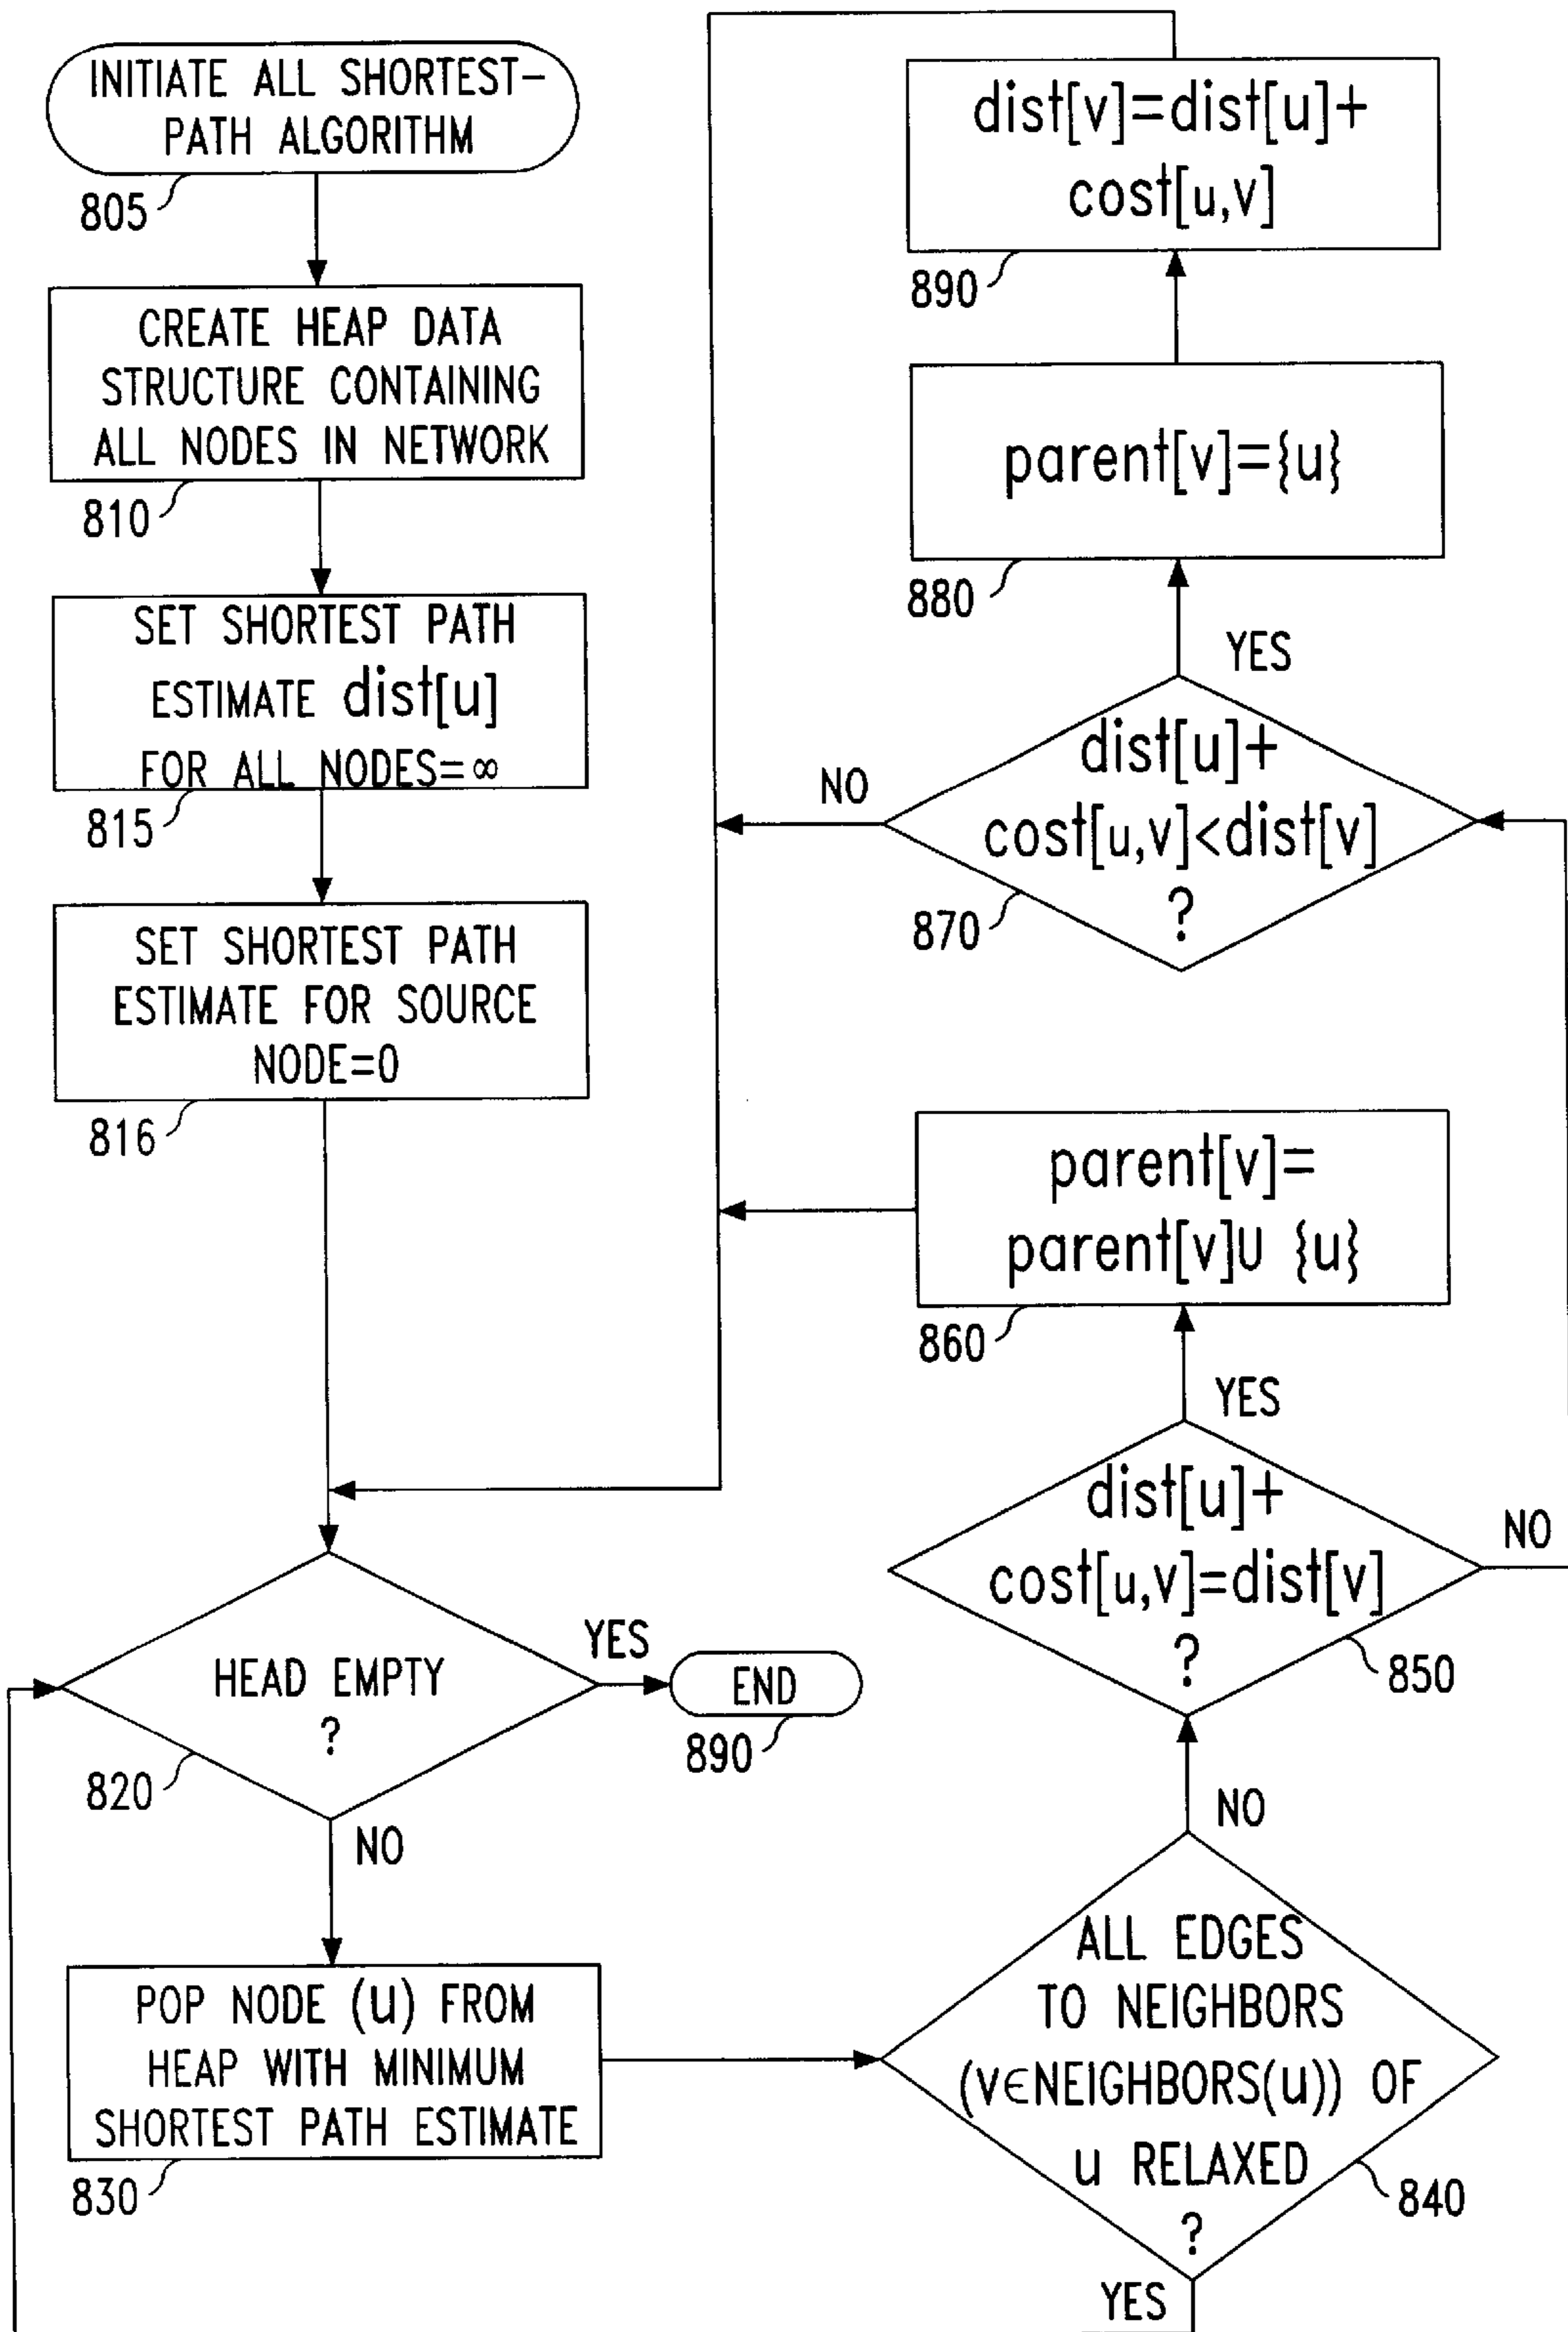 INITIATE ALL SHORTEST-
PATH ALGORITHM
805
CREATE HEAP DATA
STRUCTURE CONTAINING
ALL NODES IN NETWORK
810
SET SHORTEST PATH
ESTIMATE dist[u]
FOR ALL NODES=∞
815
SET SHORTEST PATH
ESTIMATE FOR SOURCE
NODE=0
816
HEAD EMPTY
?
820
YES
END
890
NO
POP NODE (u) FROM
HEAP WITH MINIMUM
SHORTEST PATH ESTIMATE
830
ALL EDGES
TO NEIGHBORS
(v∈NEIGHBORS(u)) OF
u RELAXED
?
840
YES
NO
dist[u]+
cost[u,v]=dist[v]
?
850
NO
YES
parent[v]=
parent[v]U {u}
860
dist[u]+
cost[u,v]<dist[v]
?
870
NO
YES
parent[v]={u}
880
dist[v]=dist[u]+
cost[u,v]
890